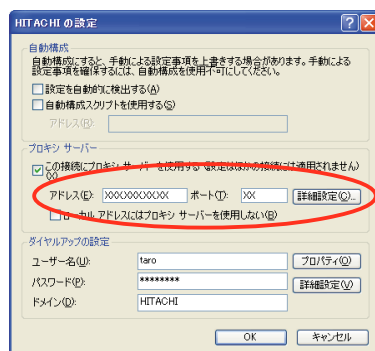 HITACHI の設定
自動構成
自動構成にすると、手動による設定事項を上書きする場合があります。手動による
設定事項を確保するには、自動構成を使用不可にしてください。
設定を自動的に検出する(A)
自動構成スクリプトを使用する(S)
アドレス(R):
プロキシ サーバー
この接続にプロキシ サーバーを使用する (設定はほかの接続には適用されません)
(X)
アドレス(E): XXXXXXXXXX ポート(T): XX 詳細設定(C)...
ローカル アドレスにはプロキシ サーバーを使用しない(B)
ダイヤルアップの設定
ユーザー名(U): taro プロパティ(O)
パスワード(P): ******** 詳細設定(V)
ドメイン(D): HITACHI
OK キャンセル